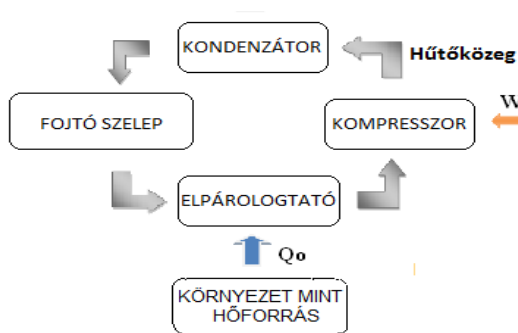 KONDENZÁTOR
Hűtőközeg
FOJTÓ SZELEP
KOMPRESSZOR
W
ELPÁROLOGTATÓ
Qo
KÖRNYEZET MINT
HŐFORRÁS